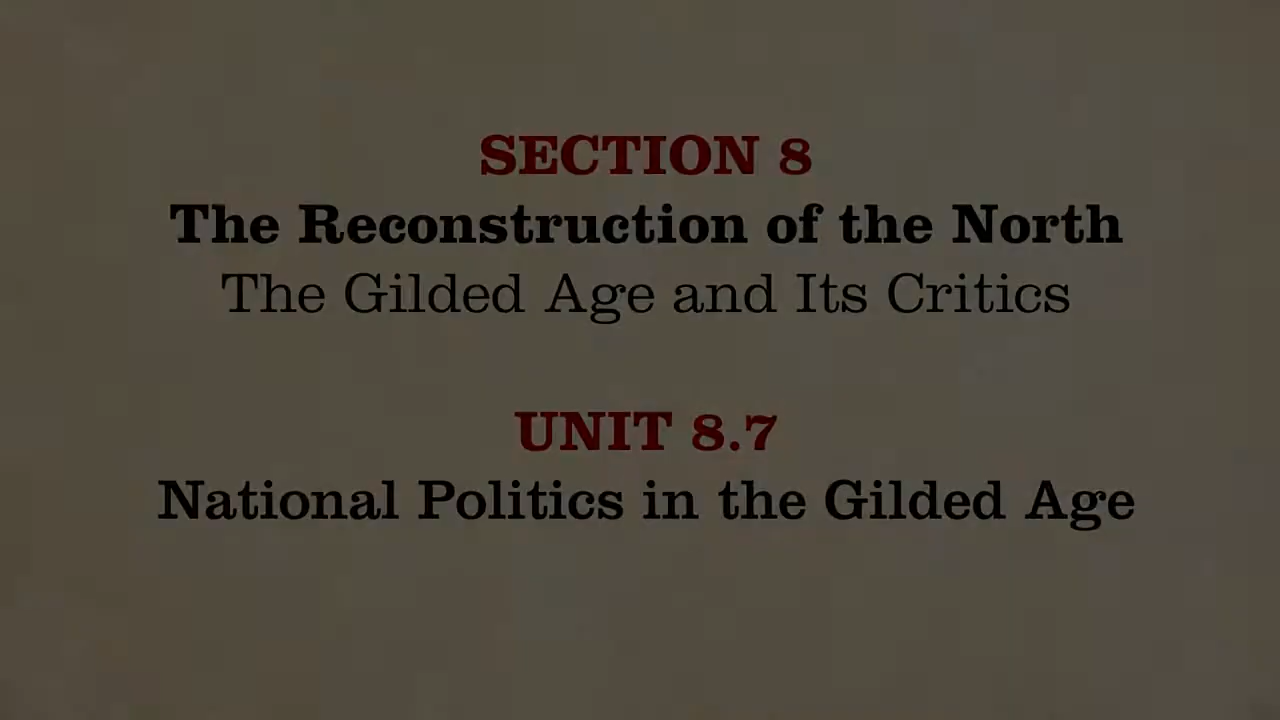 SECTION 8
The Reconstruction of the North
The Gilded Age and Its Critics
UNIT 8.7
National Politics in the Gilded Age